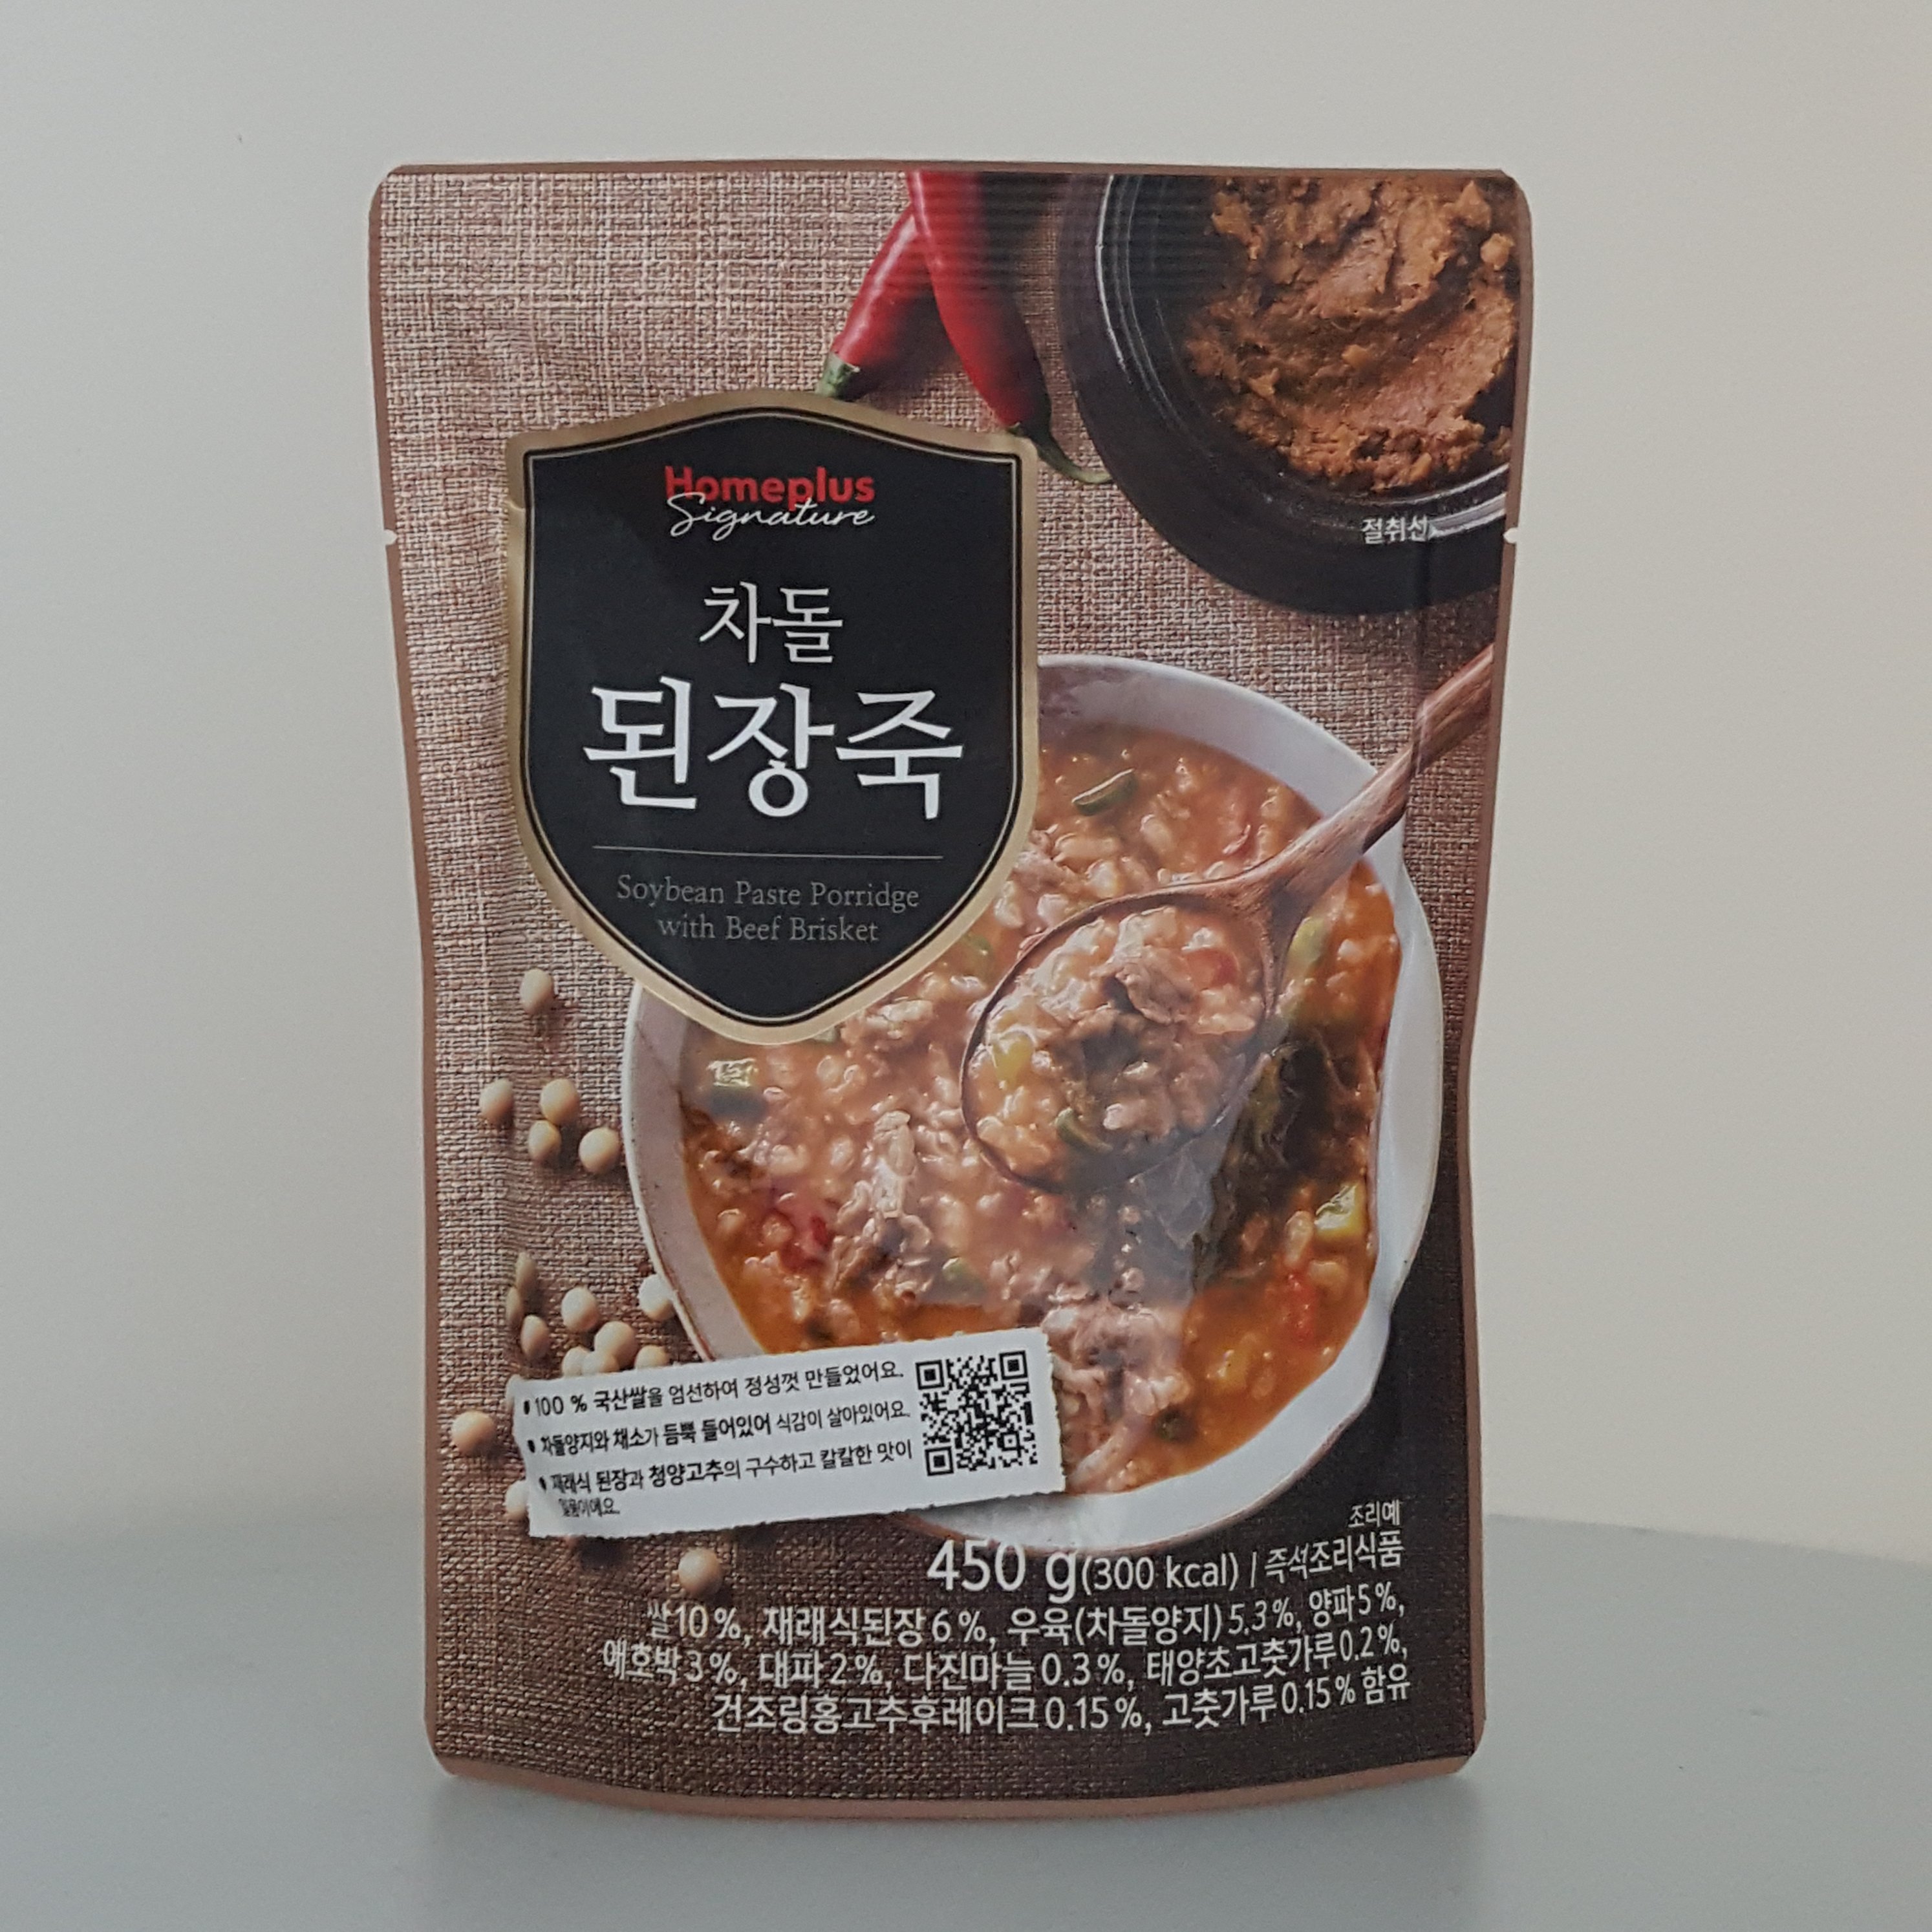 Homeplus
Signature
절취선
차돌
된장죽
Soybean Paste Porridge
with Beef Brisket
100 % 국산쌀을 엄선하여 정성껏 만들었어요.
차돌양지와 채소가 듬뿍 들어있어 식감이 살아있어요.
재래식 된장과 청양고추의 구수하고 칼칼한 맛이
일품이에요.
조리예
450 g(300 kcal) / 즉석조리식품
쌀10%, 재래식된장6%, 우육(차돌양지)5.3%, 양파5%,
애호박3%, 대파2%, 다진마늘0.3%, 태양초고춧가루0.2%,
건조링홍고추후레이크0.15%, 고춧가루0.15% 함유